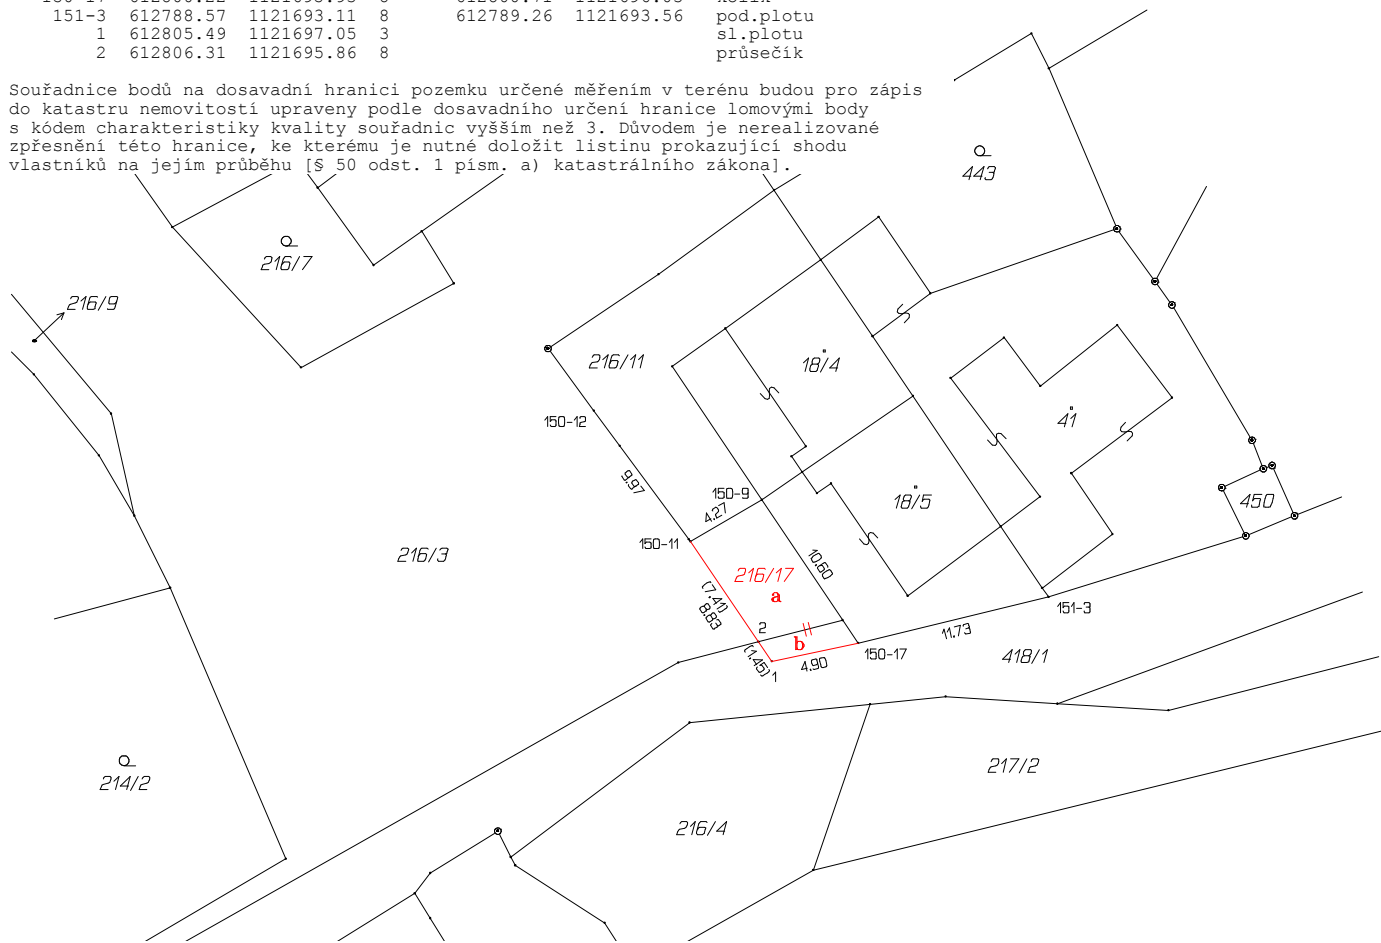 151-3 612788.57 1121693.11 8 612789.26 1121693.56 pod.plotu
1 612805.49 1121697.05 3 sl.plotu
2 612806.31 1121695.86 8 průsečík
Souřadnice bodů na dosavadní hranici pozemku určené měřením v terénu budou pro zápis
do katastru nemovitostí upraveny podle dosavadního určení hranice lomovými body
s kódem charakteristiky kvality souřadnic vyšším než 3. Důvodem je nerealizované
zpřesnění této hranice, ke kterému je nutné doložit listinu prokazující shodu
vlastníků na jejím průběhu [§ 50 odst. 1 písm. a) katastrálního zákona].
443
216/7
216/9
216/11
18/4
150-12
41
9.97
150-9
18/5
450
4.27
150-11
216/3
10.60
216/17
a
(7.41)
8.83
151-3
2
11.73
b
150-17
418/1
(1.45)
4.90
1
217/2
214/2
216/4